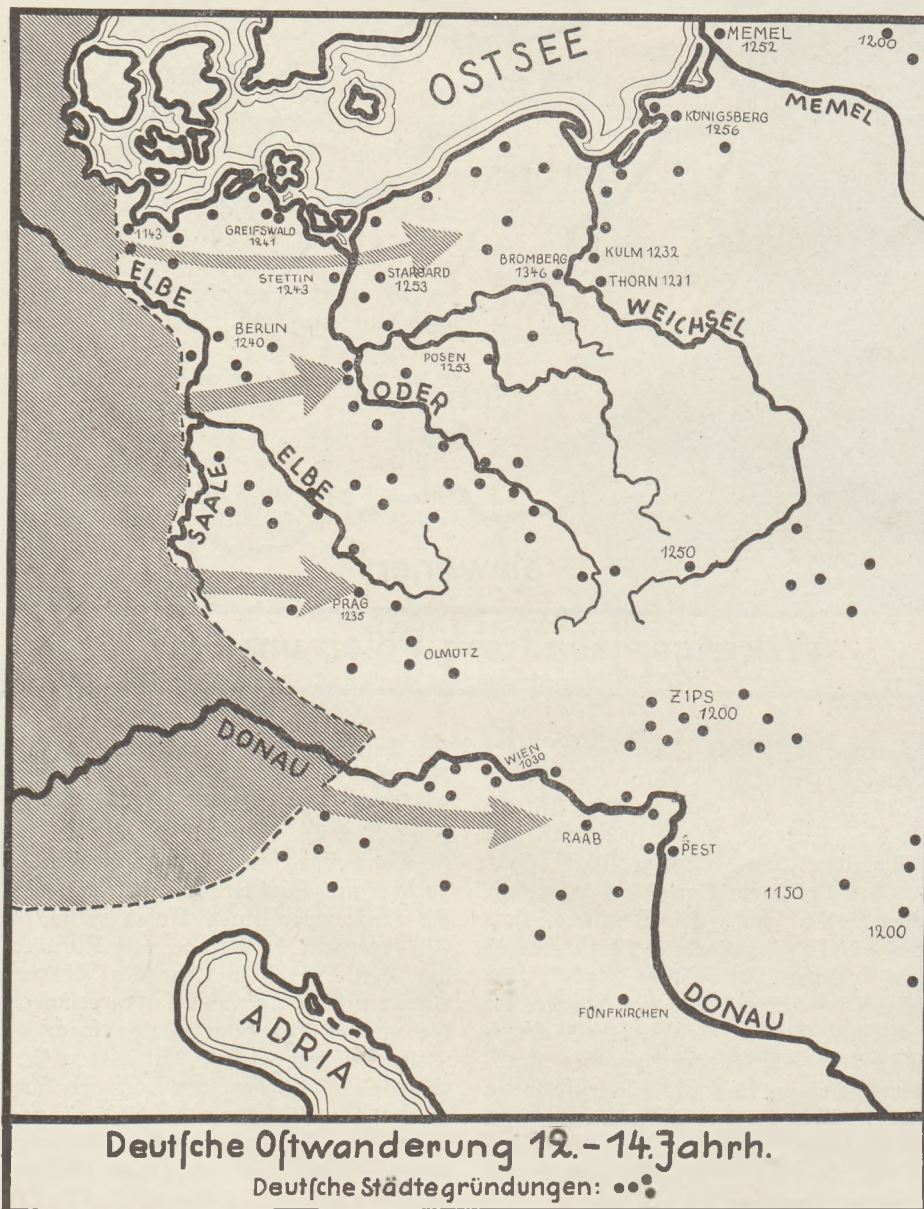 OSTSEE
MEMEL
1252
1200
MEMEL
KÖNIGSBERG
1256
1143
GREIFSWALD
1241
ELBE
STETTIN
1243
STARGARD
1253
BROMBERG
1346
KULM 1232
THORN 1231
WEICHSEL
BERLIN
1240
POSEN
1253
ODER
ELBE
SAALE
1250
PRAG
1235
OLMÜTZ
ZIPS
1200
DONAU
WIEN
1030
RAAB
PEST
1150
1200
FÜNFKIRCHEN
DONAU
ADRIA
Deutſche Oſtwanderung 12.-14. Jahrh.
Deutſche Städtegründungen: